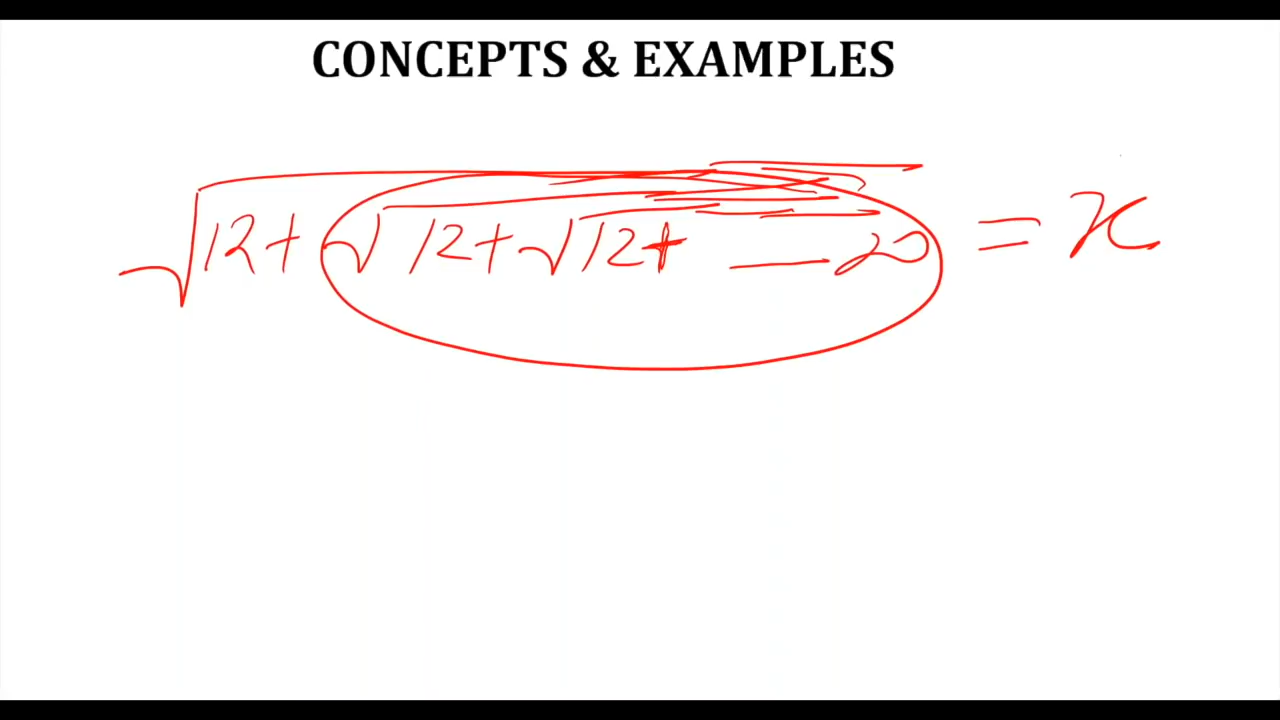 CONCEPTS & EXAMPLES
√12+√12+√12+ — ∞ = x